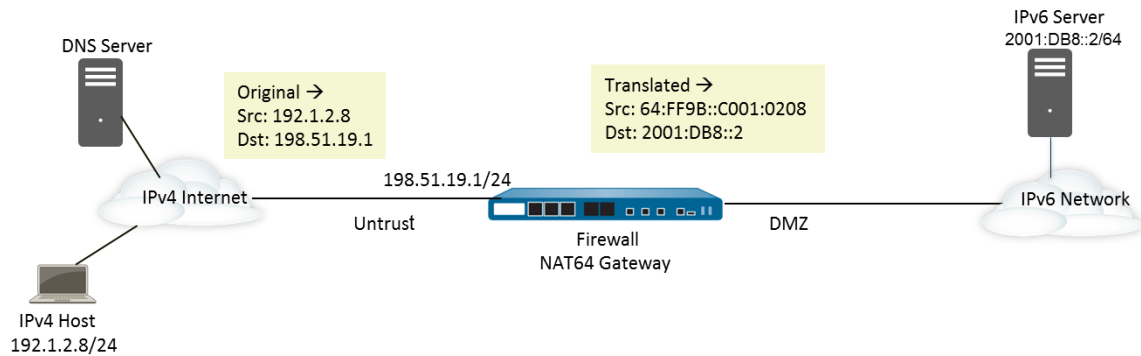 DNS Server
Original →
Src: 192.1.2.8
Dst: 198.51.19.1
Translated →
Src: 64:FF9B::C001:0208
Dst: 2001:DB8::2
IPv6 Server
2001:DB8::2/64
IPv4 Internet
198.51.19.1/24
Untrust
Firewall
NAT64 Gateway
DMZ
IPv6 Network
IPv4 Host
192.1.2.8/24